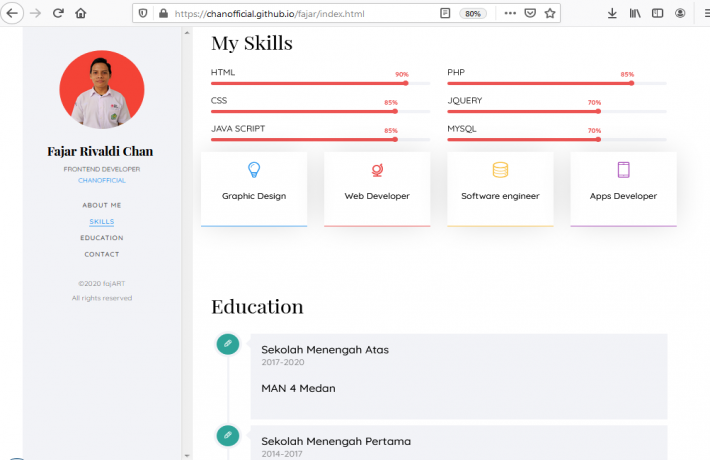 https://chanofficial.github.io/fajar/index.html
80%
Fajar Rivaldi Chan
FRONTEND DEVELOPER
CHANOFFICIAL
ABOUT ME
SKILLS
EDUCATION
CONTACT
©2020 fajART
All rights reserved
My Skills
HTML 90%
PHP 85%
CSS 85%
JQUERY 70%
JAVA SCRIPT 85%
MYSQL 70%
Graphic Design
Web Developer
Software engineer
Apps Developer
Education
Sekolah Menengah Atas
2017-2020
MAN 4 Medan
Sekolah Menengah Pertama
2014-2017